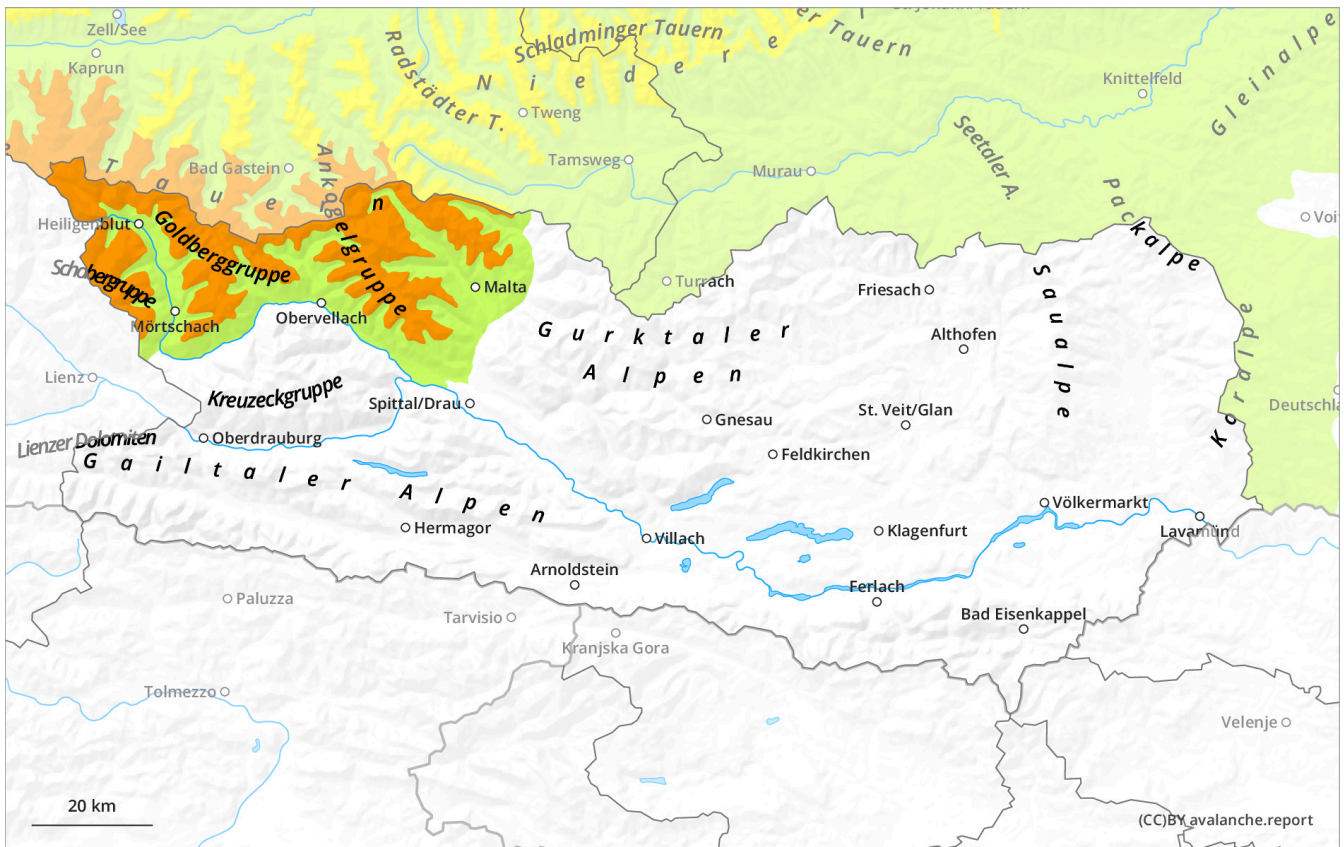 St. Johann/Tauern
Zell/See
Kaprun
Schladminger Tauern
Niedere Tauern
Radstädter T.
Tweng
Knittelfeld
Gleinalpe
Seetaler A.
Tamsweg
Murau
Bad Gastein
Tauern
Ankogelgruppe
Packalpe
Heiligenblut
Goldberggruppe
Schobergruppe
Mörtschach
Obervellach
Malta
Turrach
Friesach
Saualpe
Gurktaler
Alpen
Althofen
Koralpe
Lienz
Kreuzeckgruppe
Spittal/Drau
St. Veit/Glan
Gnesau
Lienzer Dolomiten
Oberdrauburg
Feldkirchen
Gailtaler Alpen
Hermagor
Villach
Klagenfurt
Völkermarkt
Lavamünd
Arnoldstein
Ferlach
Bad Eisenkappel
Paluzza
Tarvisio
Kranjska Gora
Tolmezzo
Velenje
20 km
(CC)BY avalanche.report